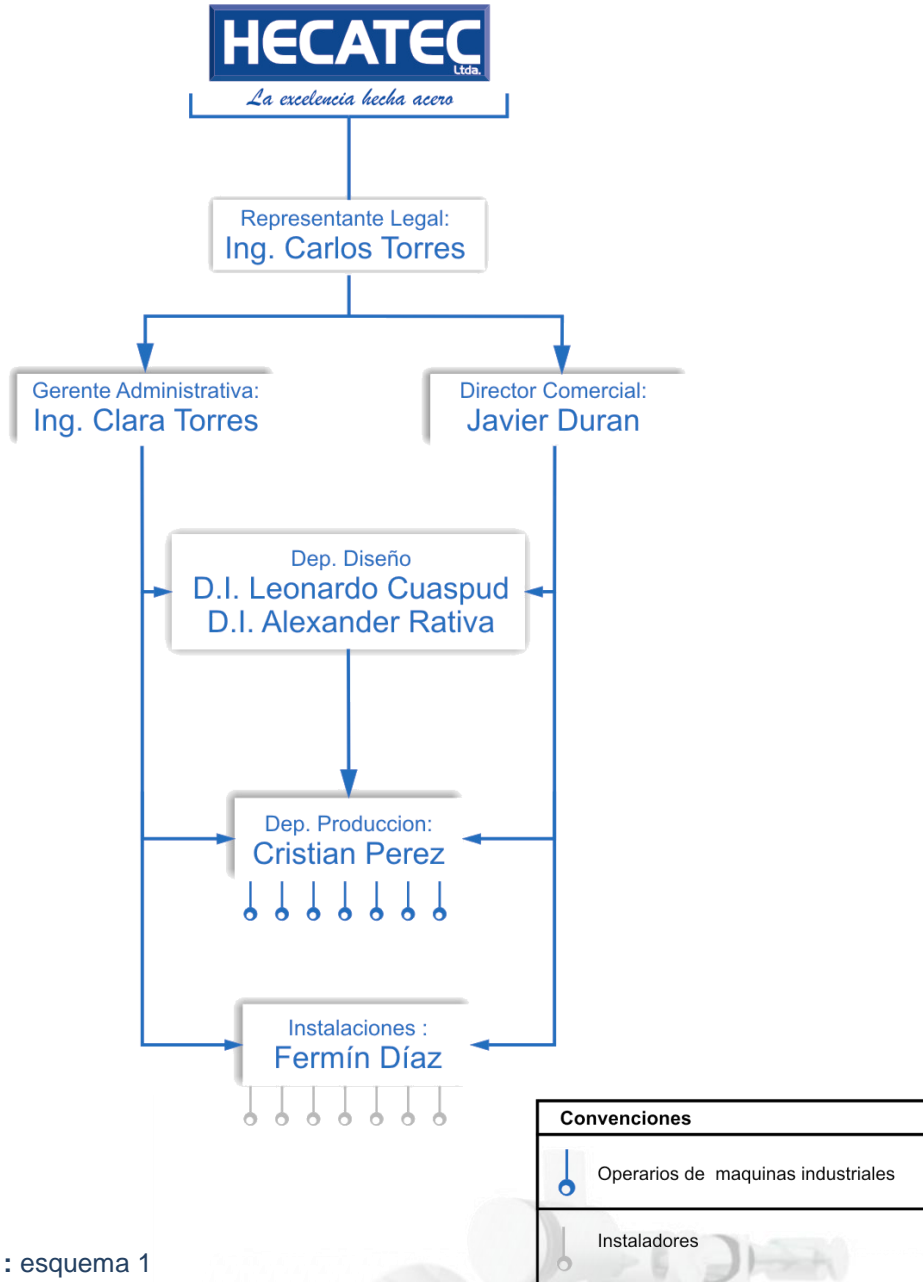 HECATEC
Ltda.
La excelencia hecha acero
Representante Legal:
Ing. Carlos Torres
Gerente Administrativa:
Ing. Clara Torres
Director Comercial:
Javier Duran
Dep. Diseño
D.I. Leonardo Cuaspud
D.I. Alexander Rativa
Dep. Produccion:
Cristian Perez
Instalaciones :
Fermín Díaz
Convenciones
Operarios de maquinas industriales
Instaladores
: esquema 1